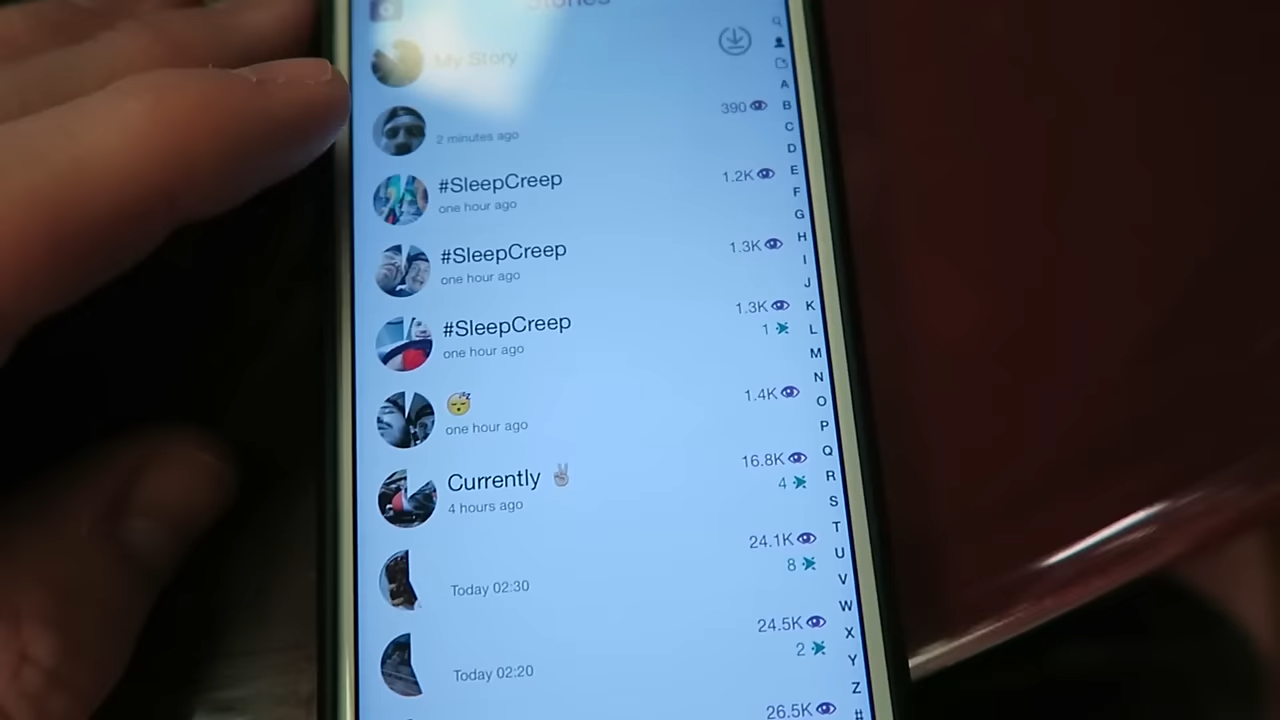 Stories
My Story
390
2 minutes ago
#SleepCreep
1.2K
one hour ago
#SleepCreep
1.3K
one hour ago
#SleepCreep
1.3K
one hour ago
1
😴
1.4K
one hour ago
Currently ✌
16.8K
4 hours ago
4
24.1K
Today 02:30
8
24.5K
Today 02:20
2
26.5K
A
B
C
D
E
F
G
H
I
J
K
L
M
N
O
P
Q
R
S
T
U
V
W
X
Y
Z
#